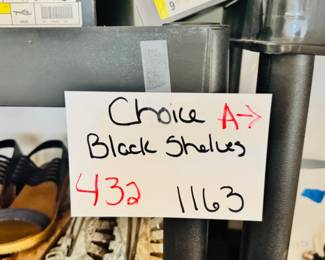 Choice A→
Black Shelves
432 1163